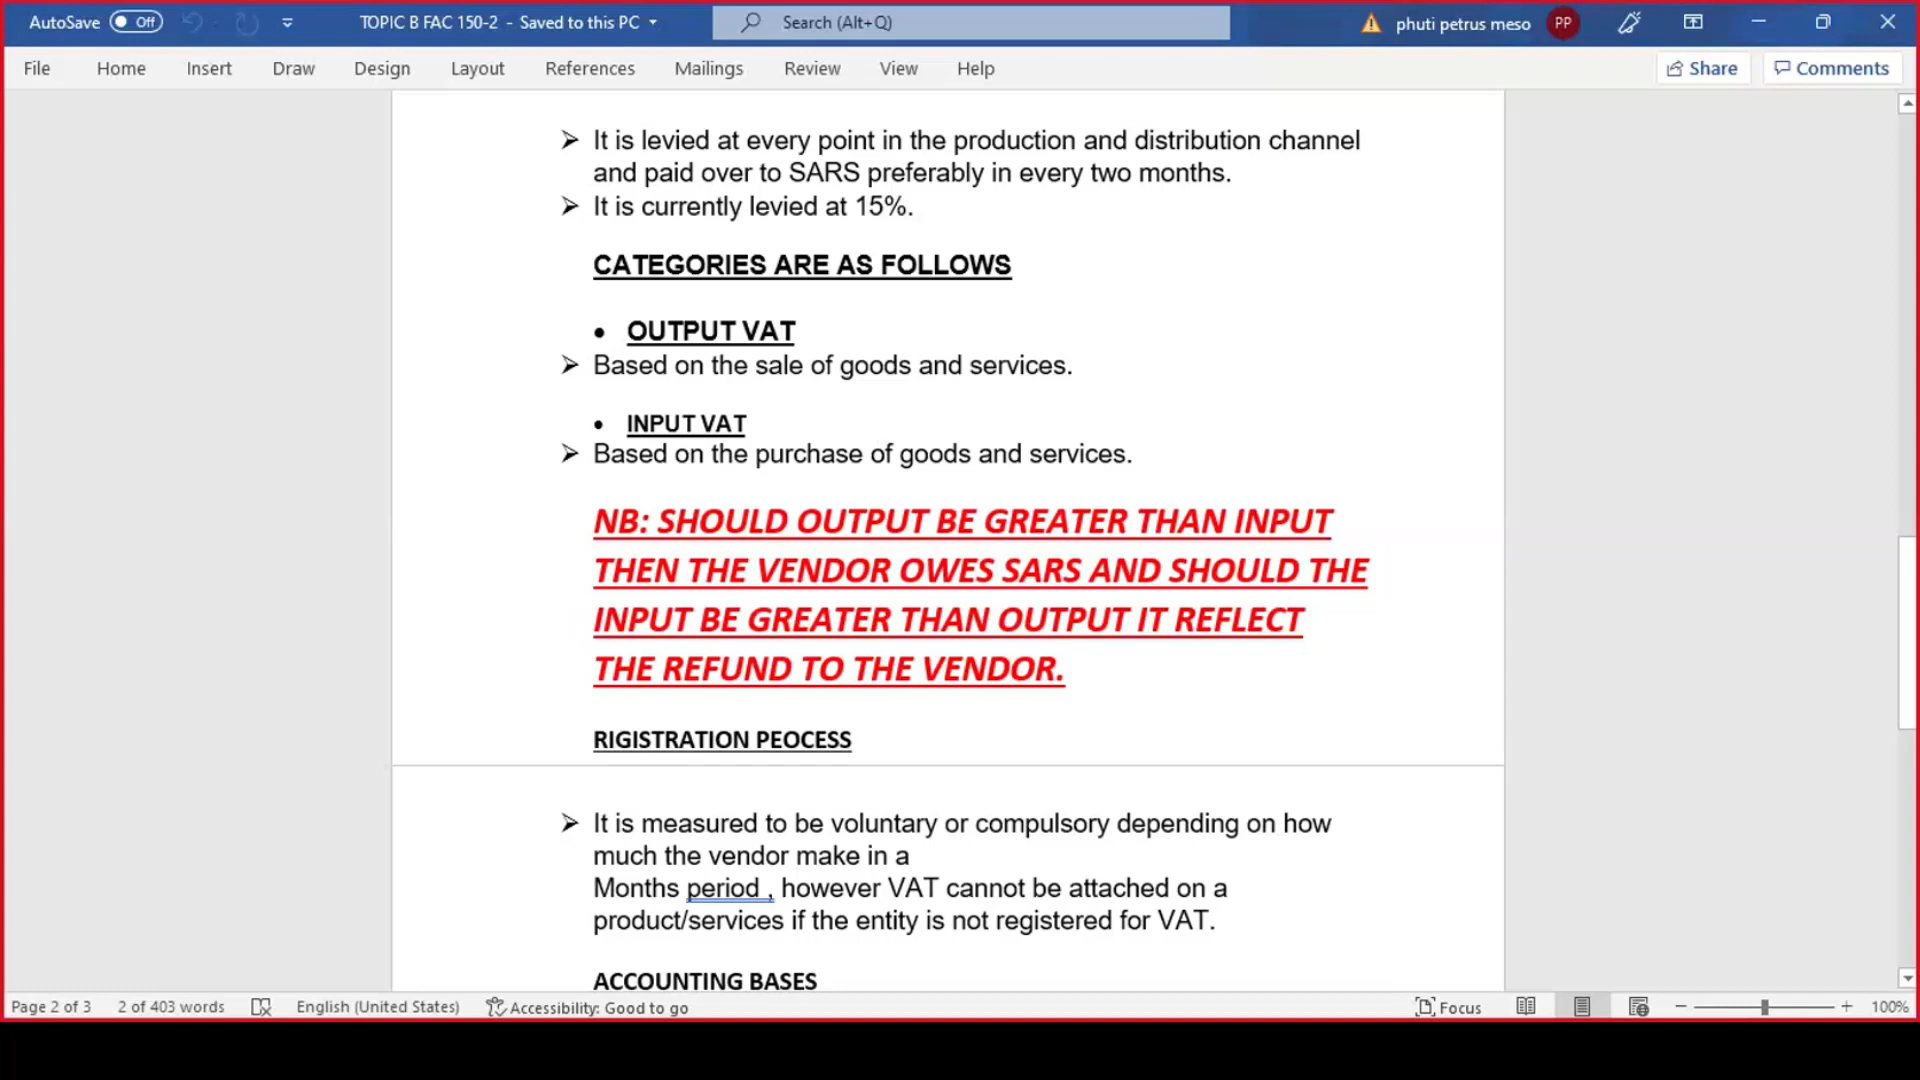 AutoSave Off TOPIC B FAC 150-2 - Saved to this PC Search (Alt+Q) phuti petrus meso PP
File Home Insert Draw Design Layout References Mailings Review View Help Share Comments
➢ It is levied at every point in the production and distribution channel
and paid over to SARS preferably in every two months.
➢ It is currently levied at 15%.
CATEGORIES ARE AS FOLLOWS
• OUTPUT VAT
➢ Based on the sale of goods and services.
• INPUT VAT
➢ Based on the purchase of goods and services.
NB: SHOULD OUTPUT BE GREATER THAN INPUT
THEN THE VENDOR OWES SARS AND SHOULD THE
INPUT BE GREATER THAN OUTPUT IT REFLECT
THE REFUND TO THE VENDOR.
RIGISTRATION PEOCESS
➢ It is measured to be voluntary or compulsory depending on how
much the vendor make in a
Months period , however VAT cannot be attached on a
product/services if the entity is not registered for VAT.
ACCOUNTING BASES
Page 2 of 3 2 of 403 words English (United States) Accessibility: Good to go Focus 100%